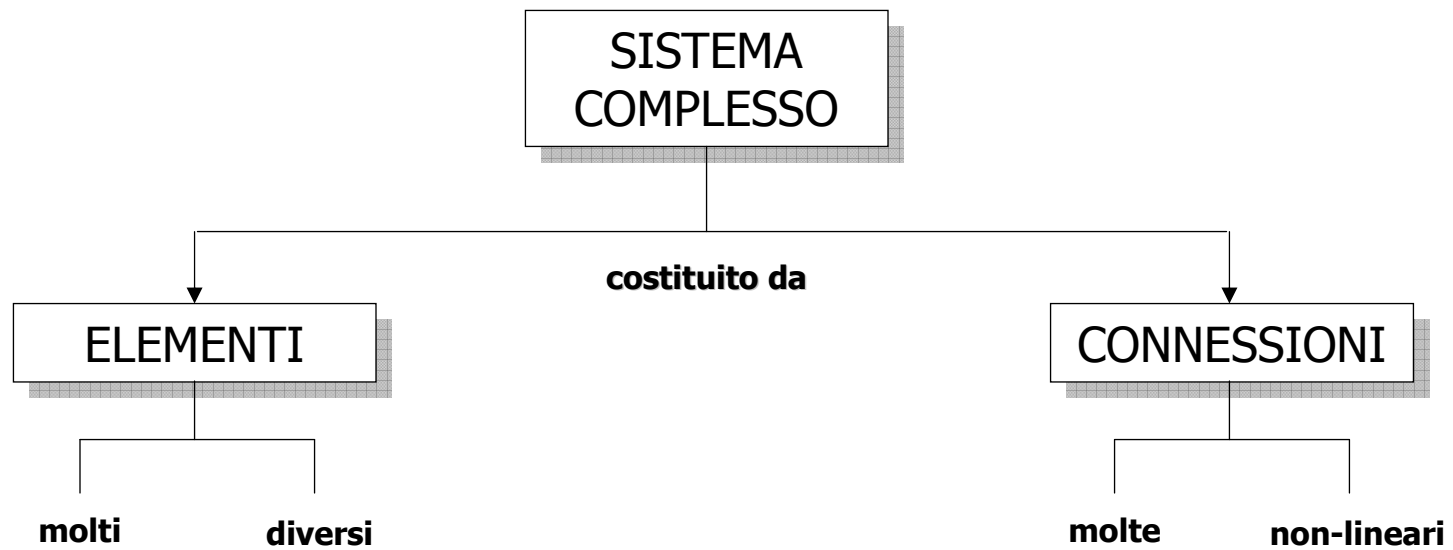 SISTEMA
COMPLESSO
costituito da
ELEMENTI
CONNESSIONI
molti
diversi
molte
non-lineari